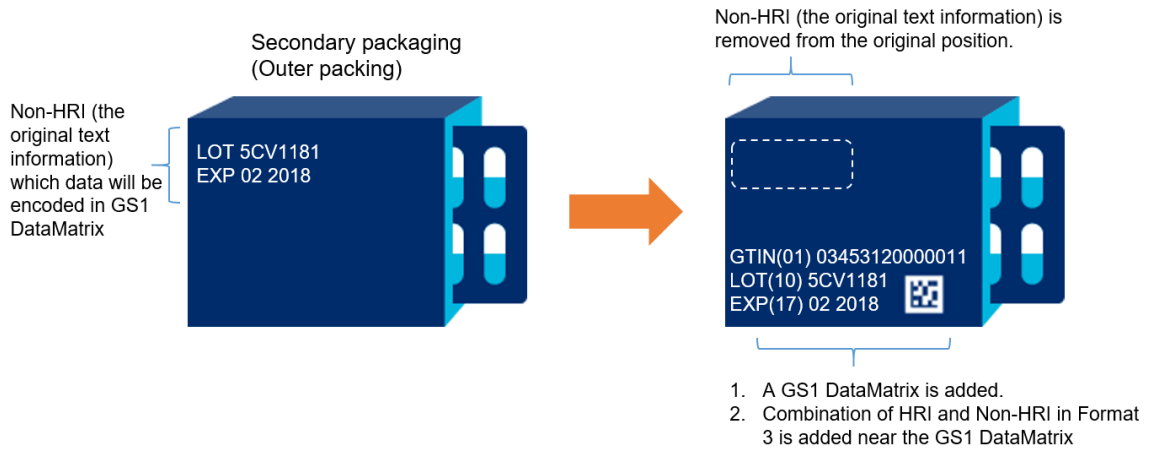 Secondary packaging
(Outer packing)
Non-HRI (the
original text
information)
which data will be
encoded in GS1
DataMatrix
LOT 5CV1181
EXP 02 2018
Non-HRI (the original text information) is
removed from the original position.
GTIN(01) 03453120000011
LOT(10) 5CV1181
EXP(17) 02 2018
1. A GS1 DataMatrix is added.
2. Combination of HRI and Non-HRI in Format
3 is added near the GS1 DataMatrix